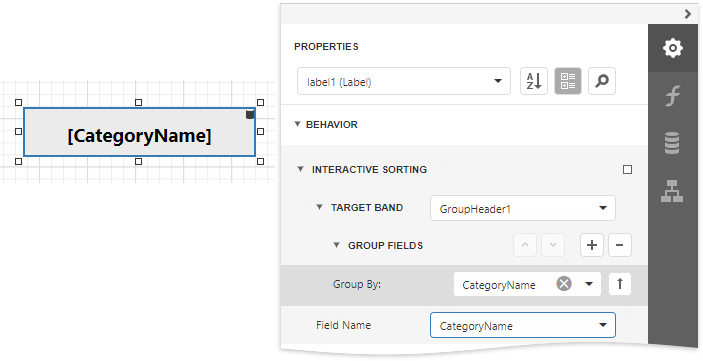 [CategoryName]
PROPERTIES
label1 (Label)
A
Z
BEHAVIOR
INTERACTIVE SORTING
TARGET BAND GroupHeader1
GROUP FIELDS
Group By: CategoryName
Field Name CategoryName